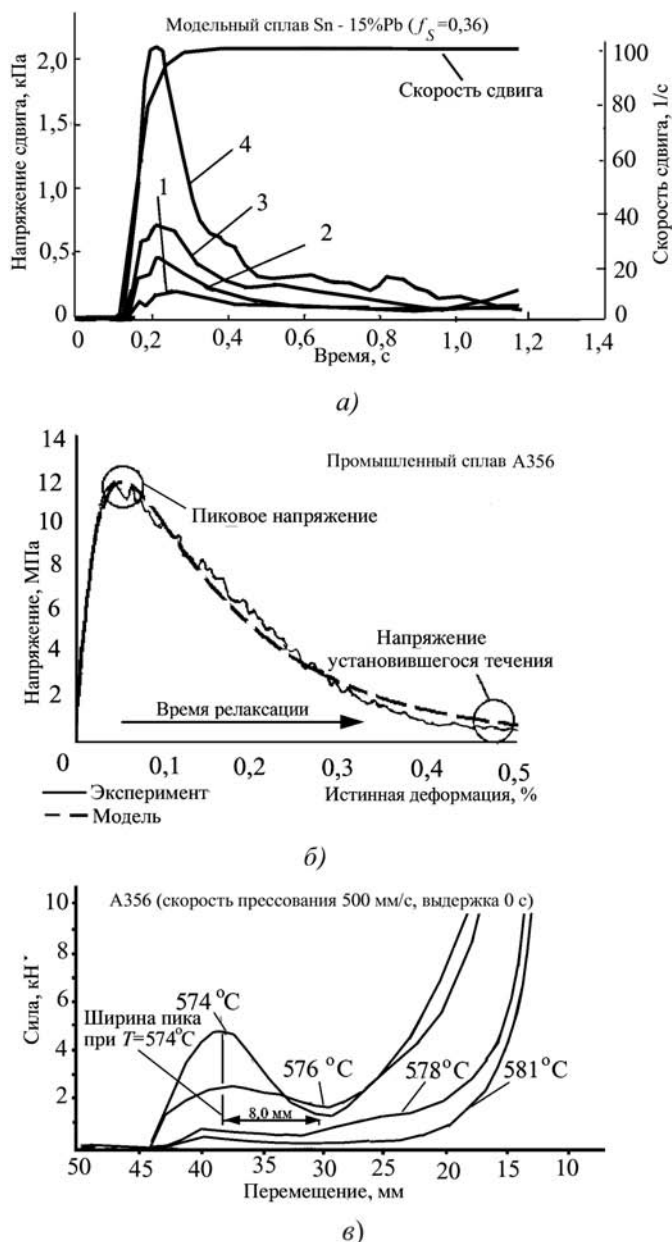 Модельный сплав Sn - 15%Pb (f_S=0,36)
Напряжение сдвига, кПа
2,0
1,5
1,0
0,5
0
100
80
60
40
20
0
Скорость сдвига, 1/с
Скорость сдвига
4
1
3
2
0 0,2 0,4 0,6 0,8 1,0 1,2 1,4
Время, с
а)
14
12
10
8
6
4
2
Напряжение, МПа
Промышленный сплав А356
Пиковое напряжение
Напряжение
установившегося течения
Время релаксации
0 0,1 0,2 0,3 0,4 0,5
Эксперимент
Истинная деформация, %
Модель
б)
10
8
6
4
2
Сила, кН
А356 (скорость прессования 500 мм/с, выдержка 0 с)
574 °С
Ширина пика
при T=574°С
576 °С
578°С
581°С
8,0 мм
50 45 40 35 30 25 20 15 10
Перемещение, мм
в)